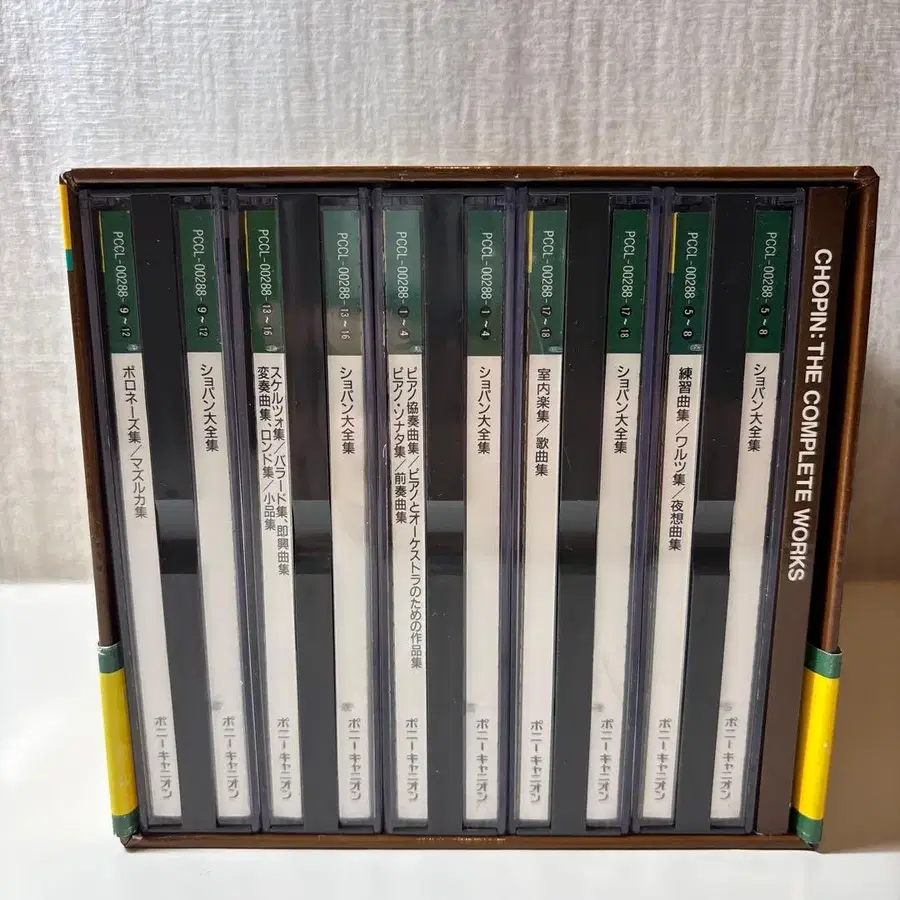 PCCL-00288-9~12
ポロネーズ集/マズルカ集
ポニーキャニオン
PCCL-00288-9~12
ショパン大全集
ポニーキャニオン
PCCL-00288-13~16
スケルツォ集/バラード集、即興曲集
変奏曲集、ロンド集/小品集
ポニーキャニオン
PCCL-00288-13~16
ショパン大全集
ポニーキャニオン
PCCL-00288-1~4
ピアノ協奏曲集/ピアノとオーケストラのための作品集
ピアノ・ソナタ集/前奏曲集
ポニーキャニオン
PCCL-00288-1~4
ショパン大全集
ポニーキャニオン
PCCL-00288-17~18
室内楽集/歌曲集
ポニーキャニオン
PCCL-00288-17~18
ショパン大全集
ポニーキャニオン
PCCL-00288-5~8
練習曲集/ワルツ集/夜想曲集
ポニーキャニオン
PCCL-00288-5~8
ショパン大全集
ポニーキャニオン
CHOPIN: THE COMPLETE WORKS